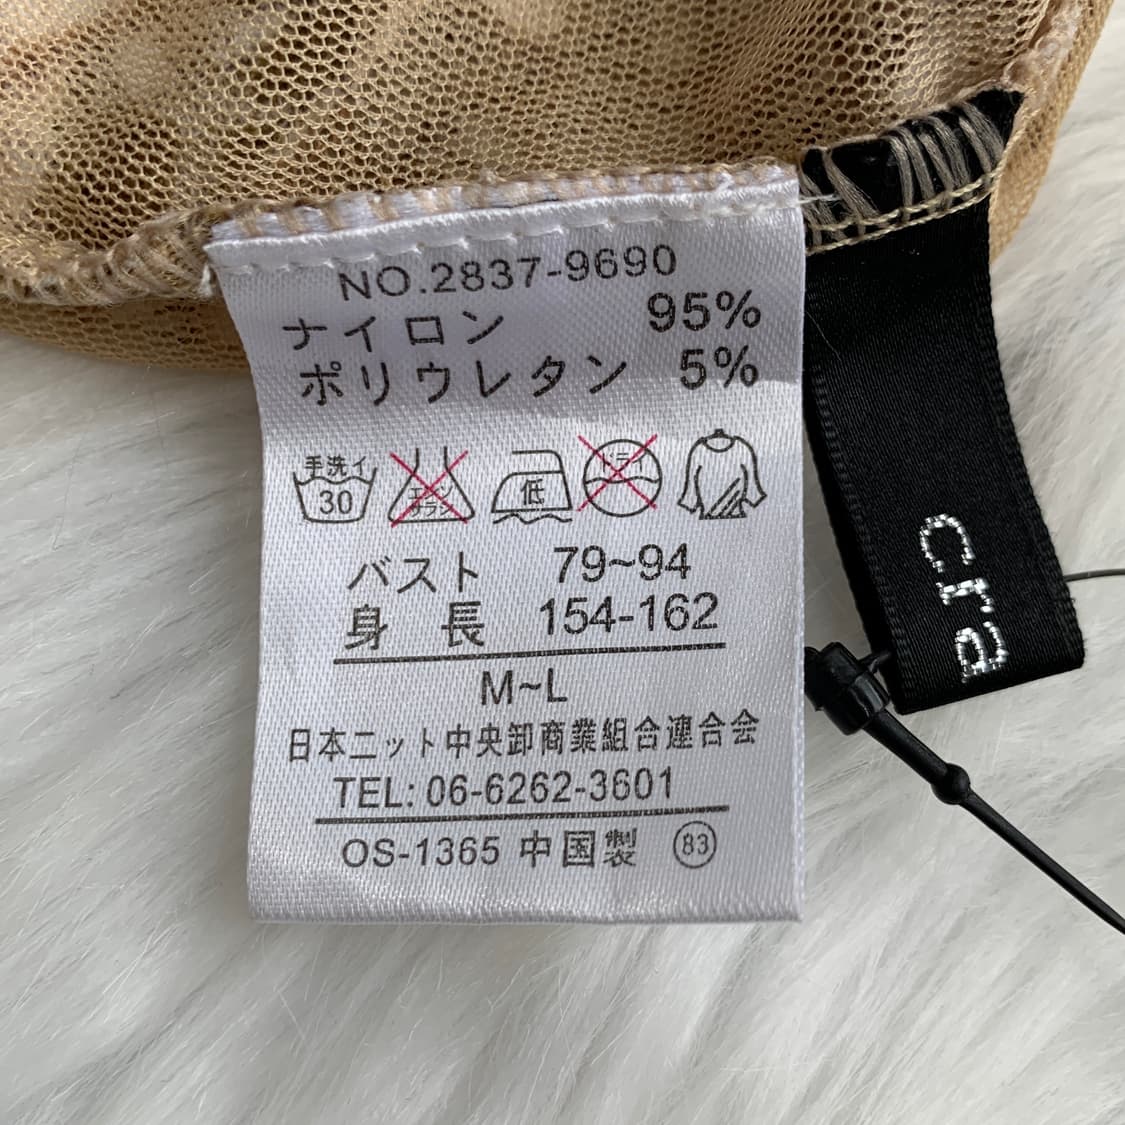 NO.2837-9690
ナイロン 95%
ポリウレタン 5%
手洗イ
30
低
バスト 79~94
身長 154-162
M~L
日本ニット中央卸商業組合連合会
TEL: 06-6262-3601
OS-1365 中国製 83
cra